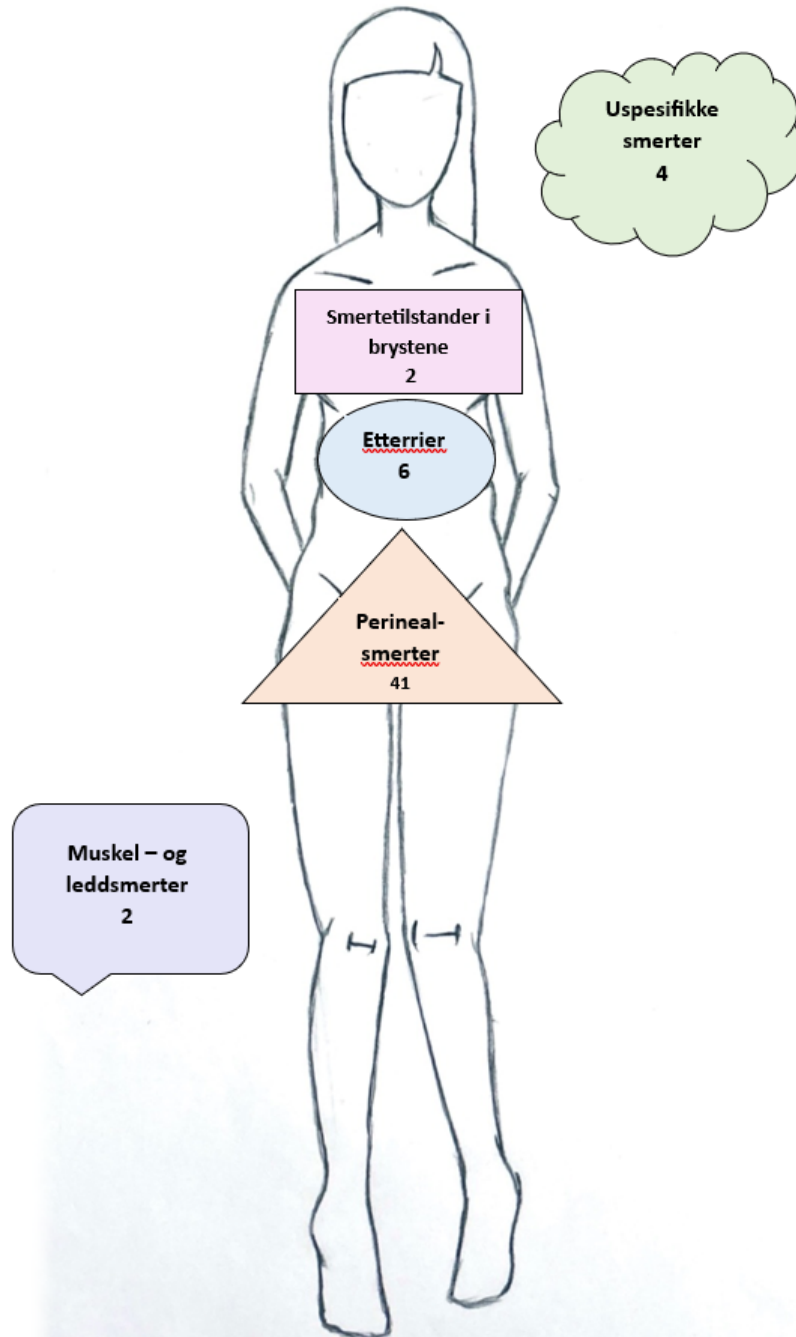 Uspesifikke
smerter
4
Smertetilstander i
brystene
2
Etterrier
6
Perineal-
smerter
41
Muskel – og
leddsmerter
2